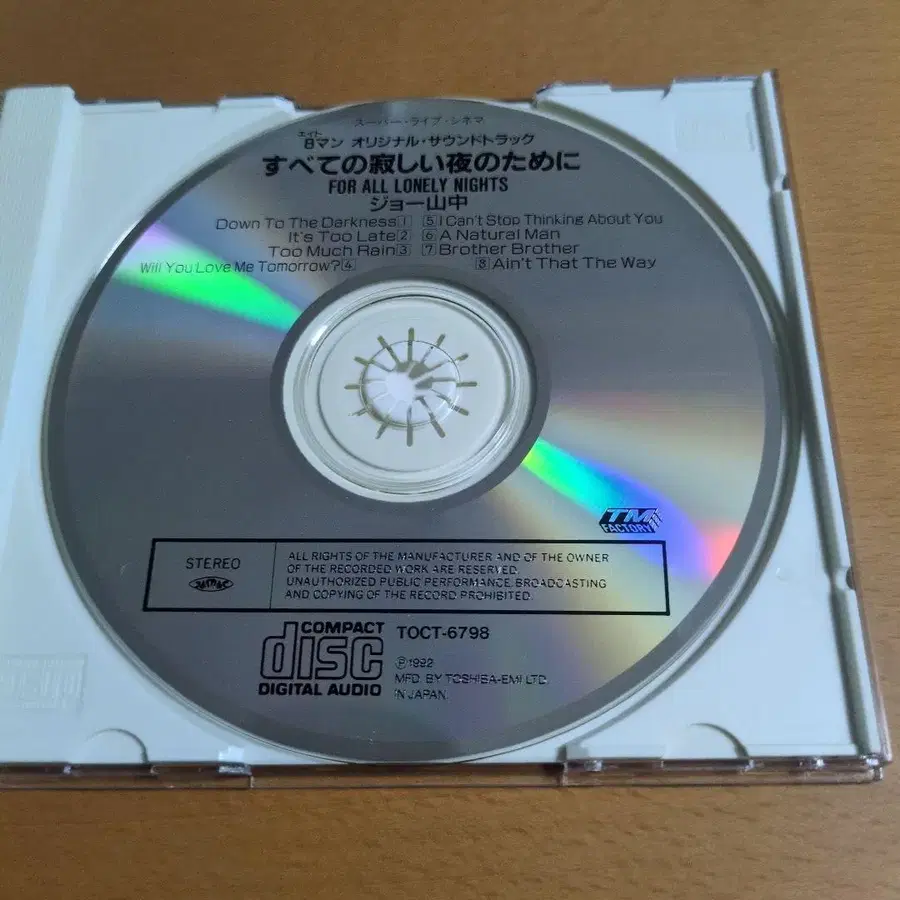 スーパー・ライブ・シネマ
エイト
8マン オリジナル・サウンドトラック
すべての寂しい夜のために
FOR ALL LONELY NIGHTS
ジョー山中
Down To The Darkness 1
It's Too Late 2
Too Much Rain 3
Will You Love Me Tomorrow? 4
5 I Can't Stop Thinking About You
6 A Natural Man
7 Brother Brother
8 Ain't That The Way
TM
FACTORY
STEREO
JASRAC
ALL RIGHTS OF THE MANUFACTURER AND OF THE OWNER
OF THE RECORDED WORK ARE RESERVED.
UNAUTHORIZED PUBLIC PERFORMANCE, BROADCASTING
AND COPYING OF THE RECORD PROHIBITED.
COMPACT
disc
DIGITAL AUDIO
TOCT-6798
℗1992
MFD. BY TOSHIBA-EMI LTD.
IN JAPAN.